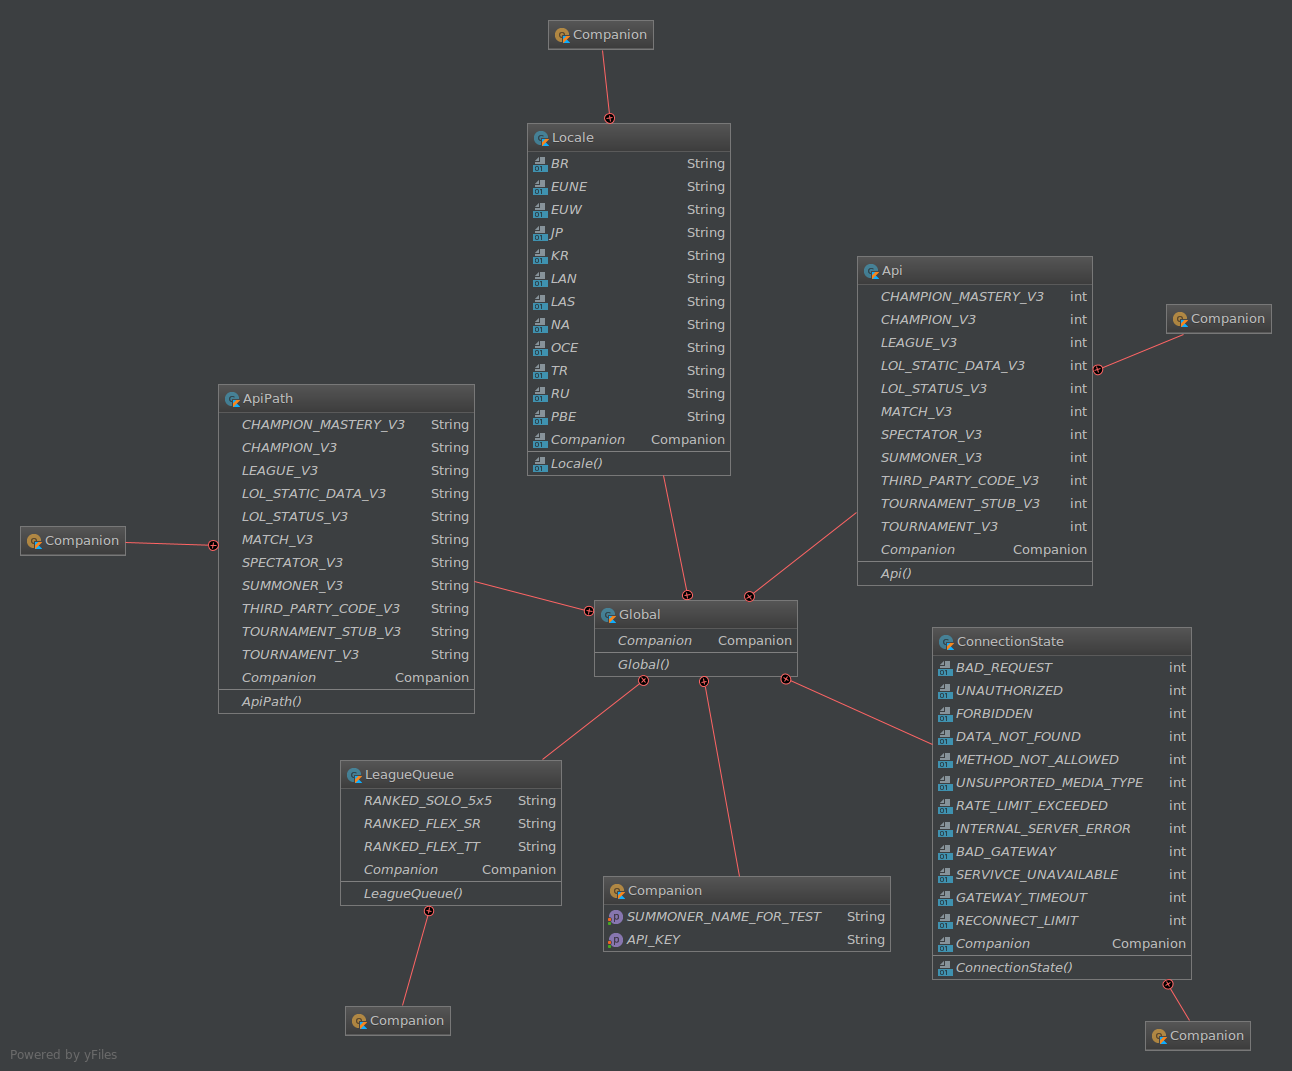 Companion
Locale
BR String
EUNE String
EUW String
JP String
KR String
LAN String
LAS String
NA String
OCE String
TR String
RU String
PBE String
Companion Companion
Locale()
Api
CHAMPION_MASTERY_V3 int
CHAMPION_V3 int
LEAGUE_V3 int
LOL_STATIC_DATA_V3 int
LOL_STATUS_V3 int
MATCH_V3 int
SPECTATOR_V3 int
SUMMONER_V3 int
THIRD_PARTY_CODE_V3 int
TOURNAMENT_STUB_V3 int
TOURNAMENT_V3 int
Companion Companion
Api()
Companion
ApiPath
CHAMPION_MASTERY_V3 String
CHAMPION_V3 String
LEAGUE_V3 String
LOL_STATIC_DATA_V3 String
LOL_STATUS_V3 String
MATCH_V3 String
SPECTATOR_V3 String
SUMMONER_V3 String
THIRD_PARTY_CODE_V3 String
TOURNAMENT_STUB_V3 String
TOURNAMENT_V3 String
Companion Companion
ApiPath()
Companion
Global
Companion Companion
Global()
ConnectionState
BAD_REQUEST int
UNAUTHORIZED int
FORBIDDEN int
DATA_NOT_FOUND int
METHOD_NOT_ALLOWED int
UNSUPPORTED_MEDIA_TYPE int
RATE_LIMIT_EXCEEDED int
INTERNAL_SERVER_ERROR int
BAD_GATEWAY int
SERVIVCE_UNAVAILABLE int
GATEWAY_TIMEOUT int
RECONNECT_LIMIT int
Companion Companion
ConnectionState()
LeagueQueue
RANKED_SOLO_5x5 String
RANKED_FLEX_SR String
RANKED_FLEX_TT String
Companion Companion
LeagueQueue()
Companion
SUMMONER_NAME_FOR_TEST String
API_KEY String
Companion
Companion
Powered by yFiles